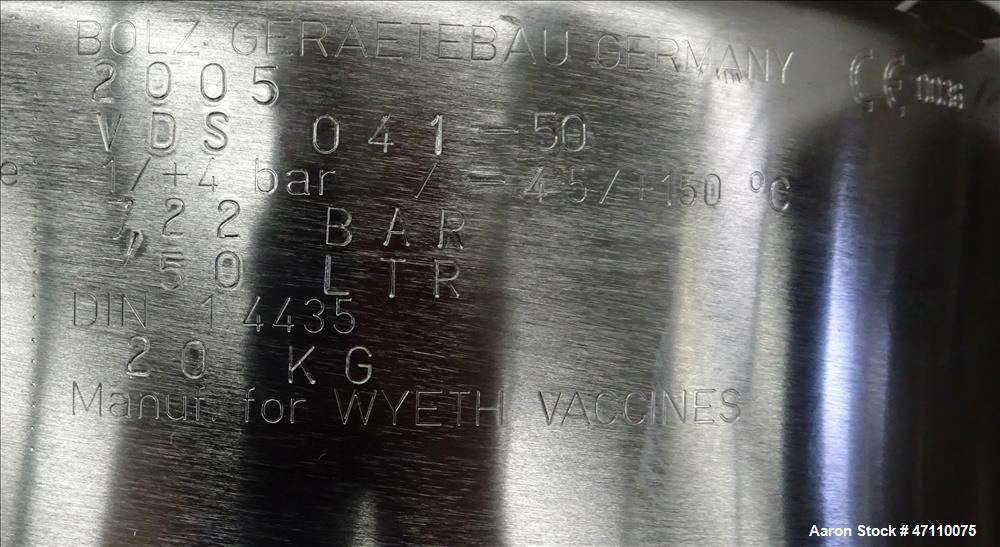 BOLZ GERAETEBAU GERMANY
2005
CE 0036
VDS 041-50
e 1/+4 bar / -45/+150 °C
7,22 BAR
50 LTR
DIN 1 4435
20 KG
Manuf. for WYETH VACCINES
Aaron Stock # 47110075